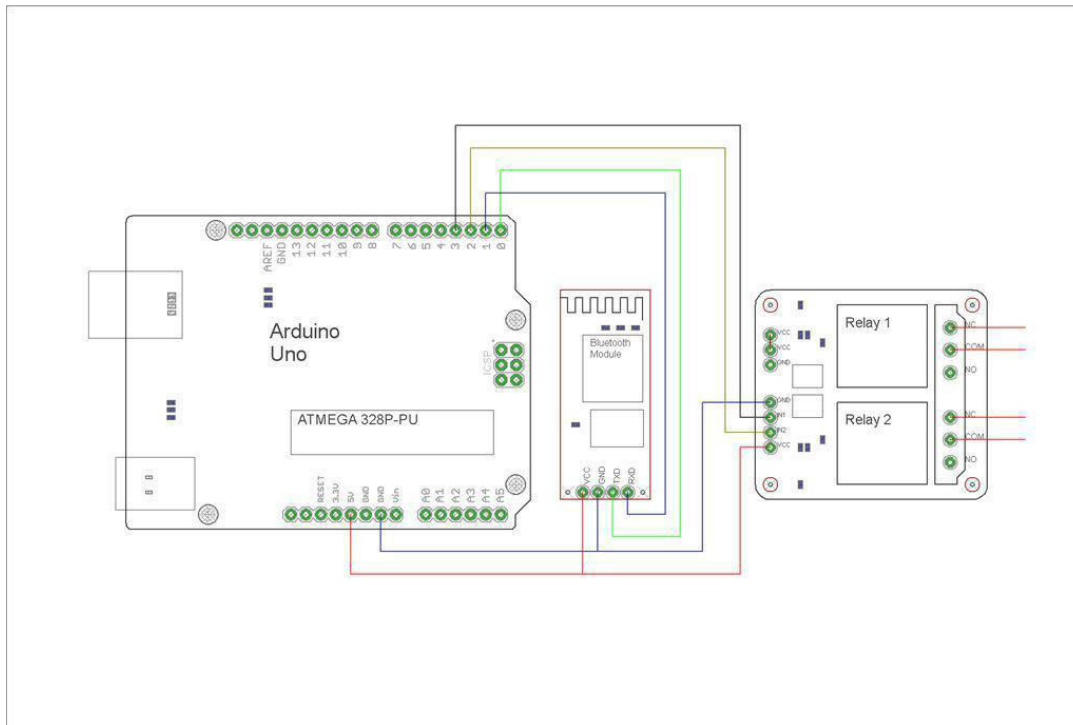 AREF
GND
13
12
11
10
9
8
7
6
5
4
3
2
1
0
Arduino
Uno
ICSP
ATMEGA 328P-PU
RESET
3.3V
5V
GND
GND
Vin
A0
A1
A2
A3
A4
A5
Bluetooth
Module
VCC
GND
TXD
RXD
VCC
VCC
GND
GND
IN1
IN2
VCC
Relay 1
Relay 2
NC
COM
NO
NC
COM
NO